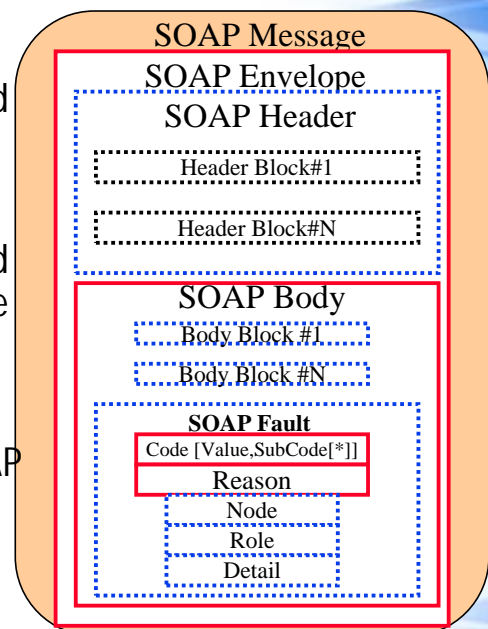 SOAP Message
SOAP Envelope
SOAP Header
Header Block#1
Header Block#N
SOAP Body
Body Block #1
Body Block #N
SOAP Fault
Code [Value,SubCode[*]]
Reason
Node
Role
Detail